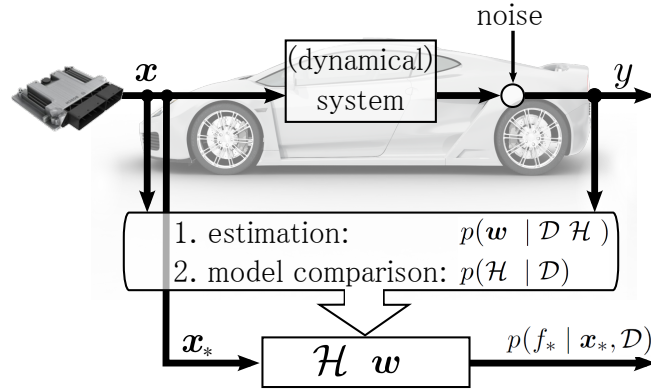 noise
x
(dynamical)
system
y
1. estimation: p(w | D H )
2. model comparison: p(H | D)
x*
H w
p(f* | x*, D)